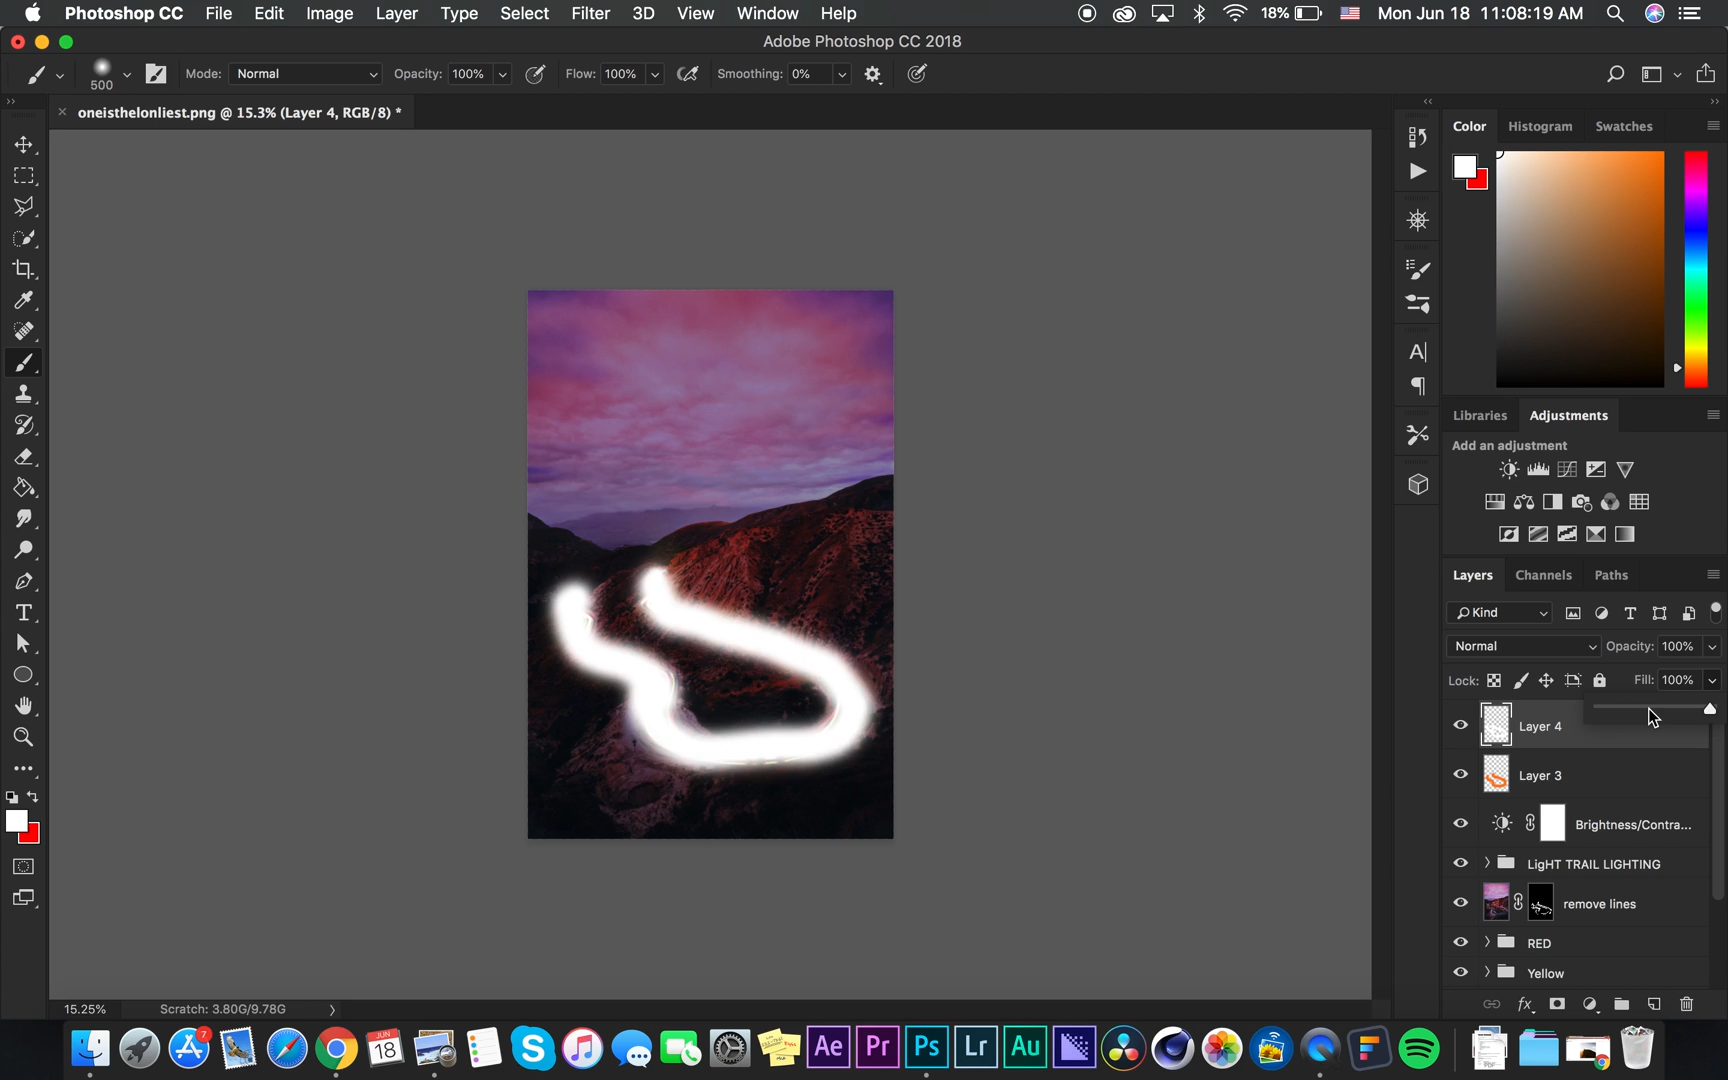 Photoshop CC File Edit Image Layer Type Select Filter 3D View Window Help 18% Mon Jun 18 11:08:19 AM
Adobe Photoshop CC 2018
500 Mode: Normal Opacity: 100% Flow: 100% Smoothing: 0%
oneisthelonliest.png @ 15.3% (Layer 4, RGB/8) *
Color Histogram Swatches
Libraries Adjustments
Add an adjustment
Layers Channels Paths
Kind
Normal Opacity: 100%
Lock: Fill: 100%
Layer 4
Layer 3
Brightness/Contra...
LigHT TRAIL LIGHTING
remove lines
RED
Yellow
fx
15.25% Scratch: 3.80G/9.78G
7 JUN 18 Ae Pr Ps Lr Au